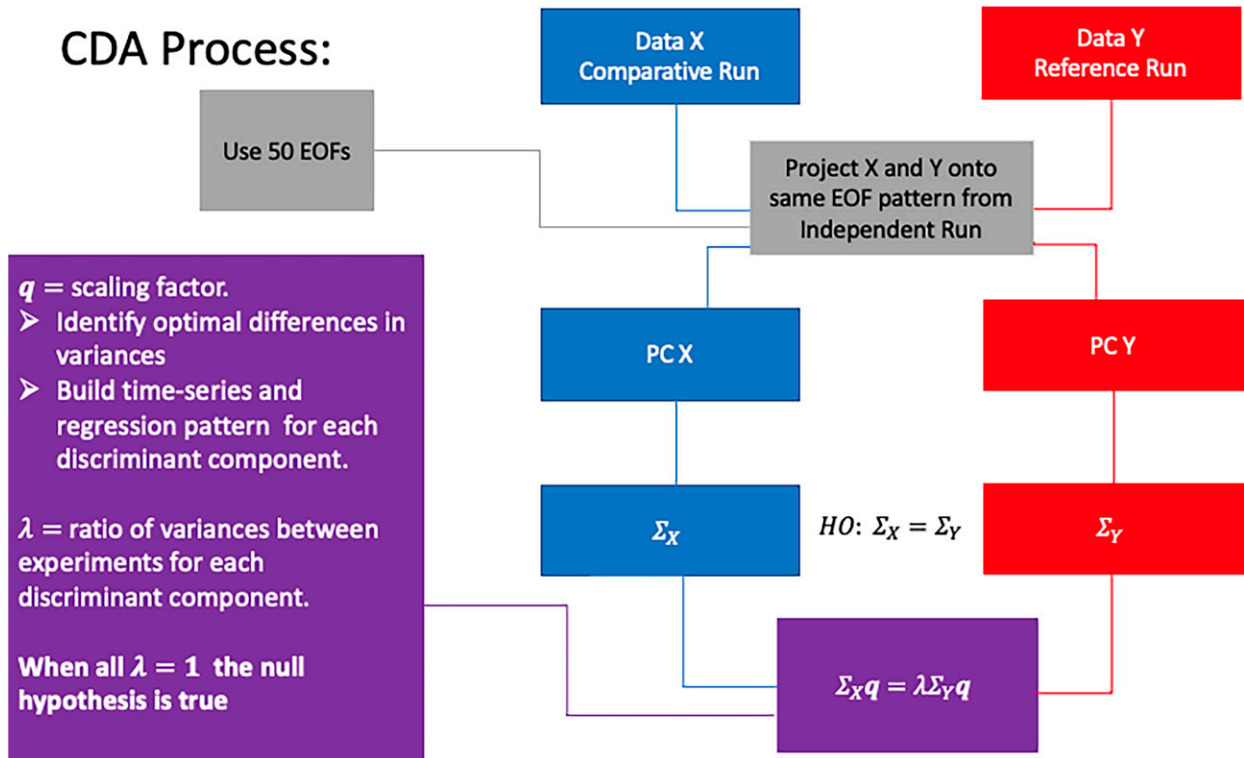 CDA Process:
Data X
Comparative Run
Data Y
Reference Run
Use 50 EOFs
Project X and Y onto
same EOF pattern from
Independent Run
q = scaling factor.
➢ Identify optimal differences in
variances
➢ Build time-series and
regression pattern for each
discriminant component.
λ = ratio of variances between
experiments for each
discriminant component.
When all λ = 1 the null
hypothesis is true
PC X
PC Y
Σ_X
HO: Σ_X = Σ_Y
Σ_Y
Σ_X q = λΣ_Y q